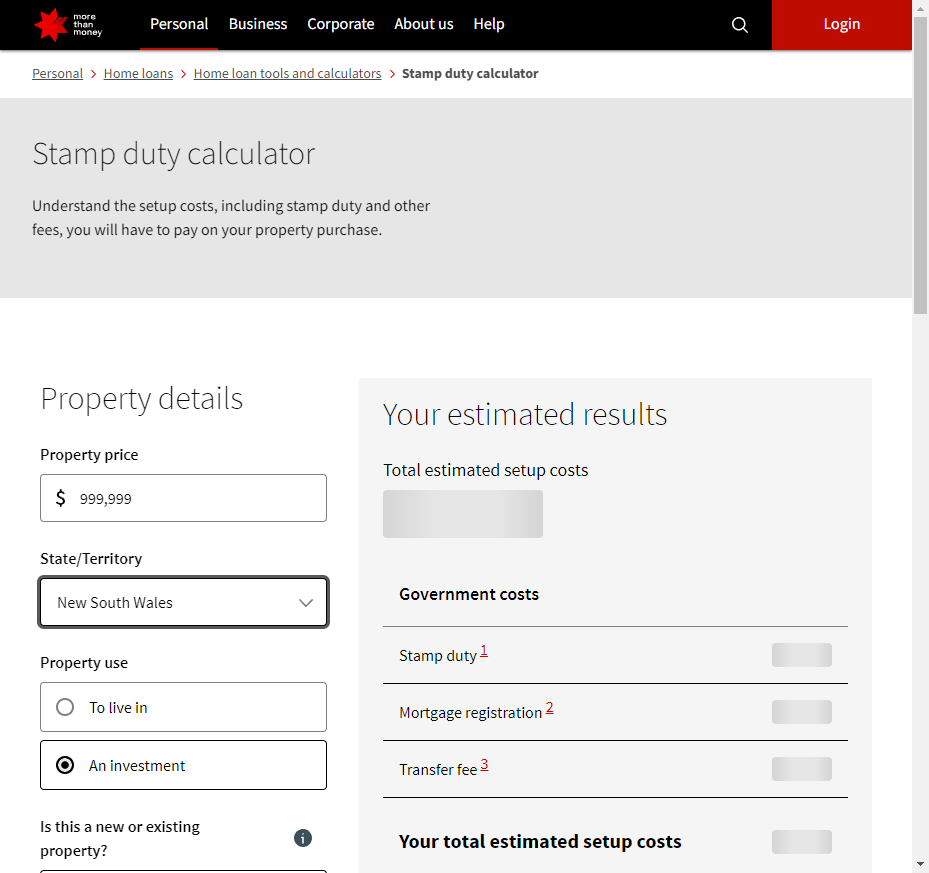 more
than
money
Personal Business Corporate About us Help
Login
Personal > Home loans > Home loan tools and calculators > Stamp duty calculator
Stamp duty calculator
Understand the setup costs, including stamp duty and other
fees, you will have to pay on your property purchase.
Property details
Property price
$ 999,999
State/Territory
New South Wales
Property use
To live in
An investment
Is this a new or existing
property?
Your estimated results
Total estimated setup costs
Government costs
Stamp duty 1
Mortgage registration 2
Transfer fee 3
Your total estimated setup costs